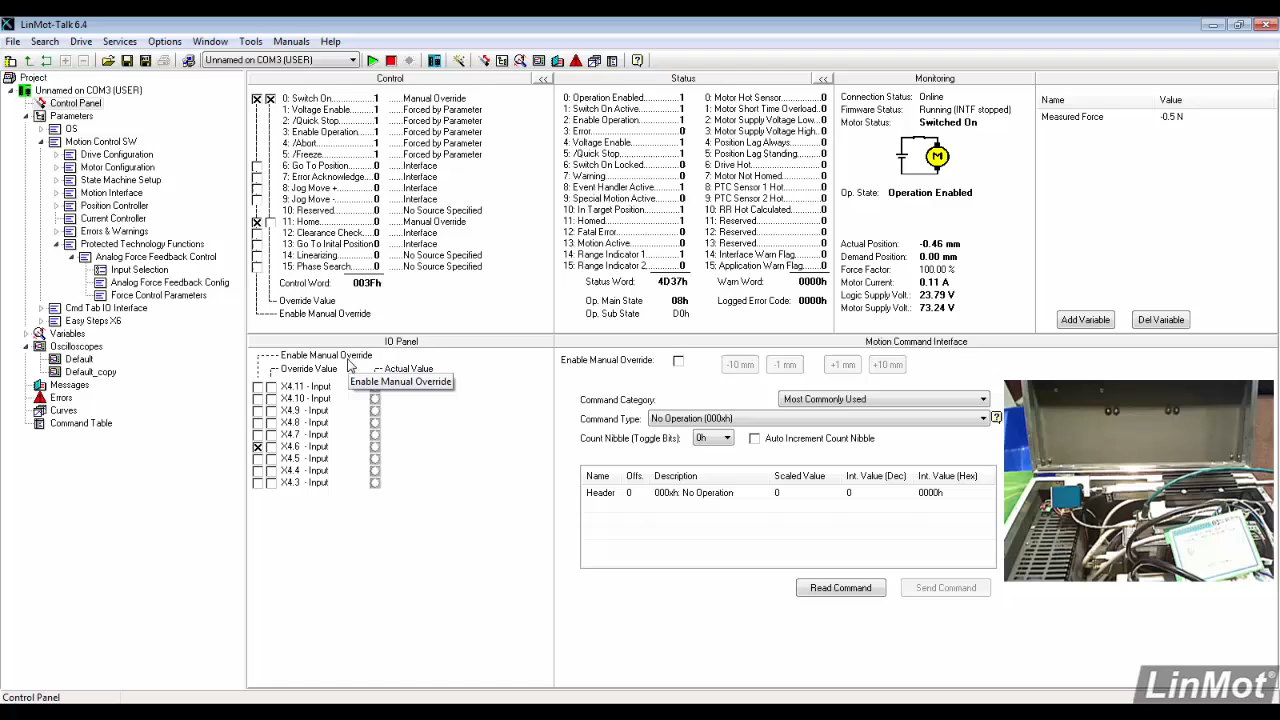 LinMot-Talk 6.4
File Search Drive Services Options Window Tools Manuals Help
Unnamed on COM3 (USER)
Project
Unnamed on COM3 (USER)
Control Panel
Parameters
OS
Motion Control SW
Drive Configuration
Motor Configuration
State Machine Setup
Motion Interface
Position Controller
Current Controller
Errors & Warnings
Protected Technology Functions
Analog Force Feedback Control
Input Selection
Analog Force Feedback Config
Force Control Parameters
Cmd Tab IO Interface
Easy Steps X6
Variables
Oscilloscopes
Default
Default_copy
Messages
Errors
Curves
Command Table
Control <<
0: Switch On...1 ......Manual Override
1: Voltage Enable...1 ......Forced by Parameter
2: /Quick Stop...1 ......Forced by Parameter
3: Enable Operation...1 ......Forced by Parameter
4: /Abort...1 ......Forced by Parameter
5: /Freeze...1 ......Forced by Parameter
6: Go To Position...0 ......Interface
7: Error Acknowledge...0 ......Interface
8: Jog Move +...0 ......Interface
9: Jog Move -...0 ......Interface
10: Reserved...0 ......No Source Specified
11: Home...0 ......Manual Override
12: Clearance Check...0 ......Interface
13: Go To Inital Position0 ......Interface
14: Linearizing...0 ......No Source Specified
15: Phase Search...0 ......No Source Specified
Control Word: 003Fh
Override Value
Enable Manual Override
Status <<
0: Operation Enabled...1
1: Switch On Active...1
2: Enable Operation...1
3: Error...0
4: Voltage Enable...1
5: /Quick Stop...1
6: Switch On Locked...0
7: Warning...0
8: Event Handler Active...1
9: Special Motion Active...0
10: In Target Position...1
11: Homed...1
12: Fatal Error...0
13: Motion Active...0
14: Range Indicator 1...1
15: Range Indicator 2...0
Status Word: 4D37h
Op. Main State 08h
Op. Sub State D0h
0: Motor Hot Sensor...0
1: Motor Short Time Overload...0
2: Motor Supply Voltage Low...0
3: Motor Supply Voltage High...0
4: Position Lag Always...0
5: Position Lag Standing...0
6: Drive Hot...0
7: Motor Not Homed...0
8: PTC Sensor 1 Hot...0
9: PTC Sensor 2 Hot...0
10: RR Hot Calculated...0
11: Reserved...0
12: Reserved...0
13: Reserved...0
14: Interface Warn Flag...0
15: Application Warn Flag...0
Warn Word: 0000h
Logged Error Code: 0000h
Monitoring
Connection Status: Online
Firmware Status: Running (INTF stopped)
Motor Status: Switched On
M
Op. State: Operation Enabled
Actual Position: -0.46 mm
Demand Position: 0.00 mm
Force Factor: 100.00 %
Motor Current: 0.11 A
Logic Supply Volt.: 23.79 V
Motor Supply Volt.: 73.24 V
Name Value
Measured Force -0.5 N
Add Variable Del Variable
IO Panel
Enable Manual Override
Override Value Actual Value
Enable Manual Override
X4.11 - Input
X4.10 - Input
X4.9 - Input
X4.8 - Input
X4.7 - Input
X4.6 - Input
X4.5 - Input
X4.4 - Input
X4.3 - Input
Motion Command Interface
Enable Manual Override: -10 mm -1 mm +1 mm +10 mm
Command Category: Most Commonly Used
Command Type: No Operation (000xh)
Count Nibble (Toggle Bits): 0h Auto Increment Count Nibble
Name Offs. Description Scaled Value Int. Value (Dec) Int. Value (Hex)
Header 0 000xh: No Operation 0 0 0000h
Read Command Send Command
LinMot®
Control Panel